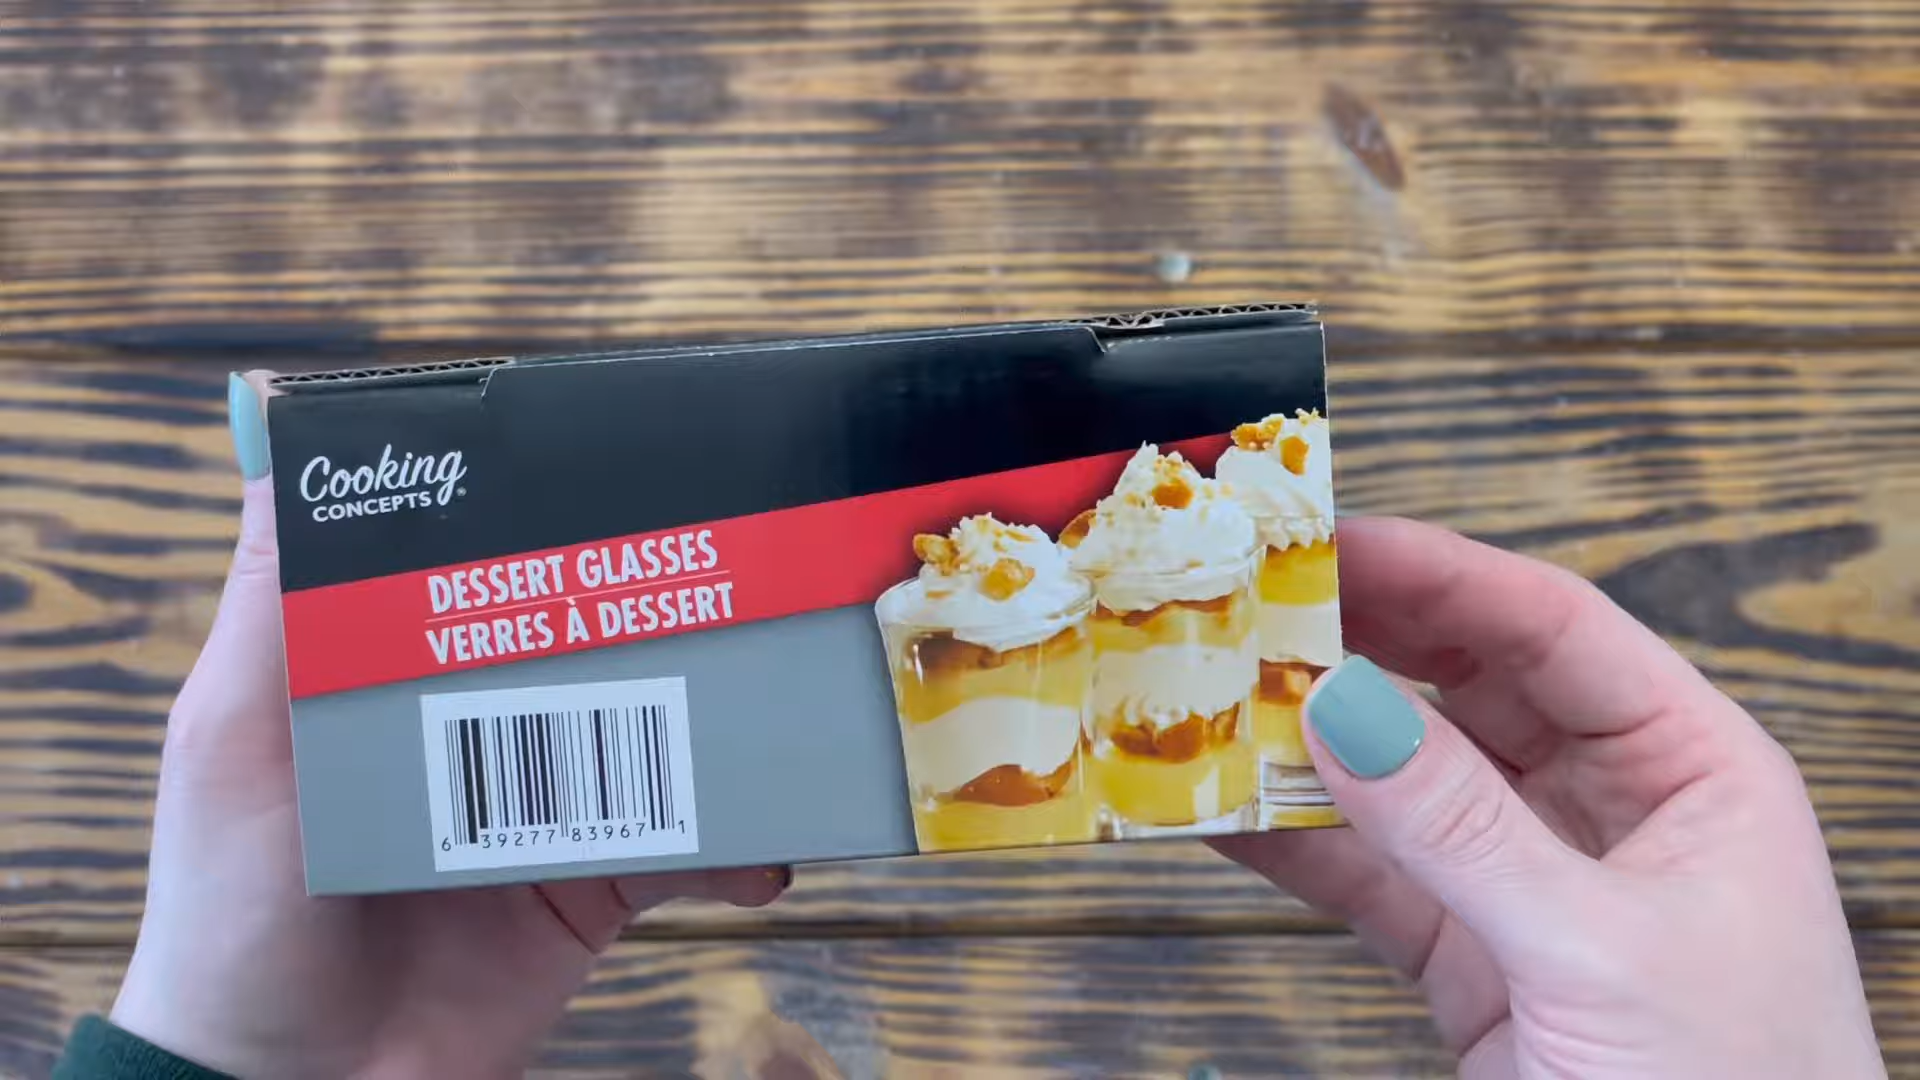 Cooking
CONCEPTS®
DESSERT GLASSES
VERRES À DESSERT
6 39277 83967 1